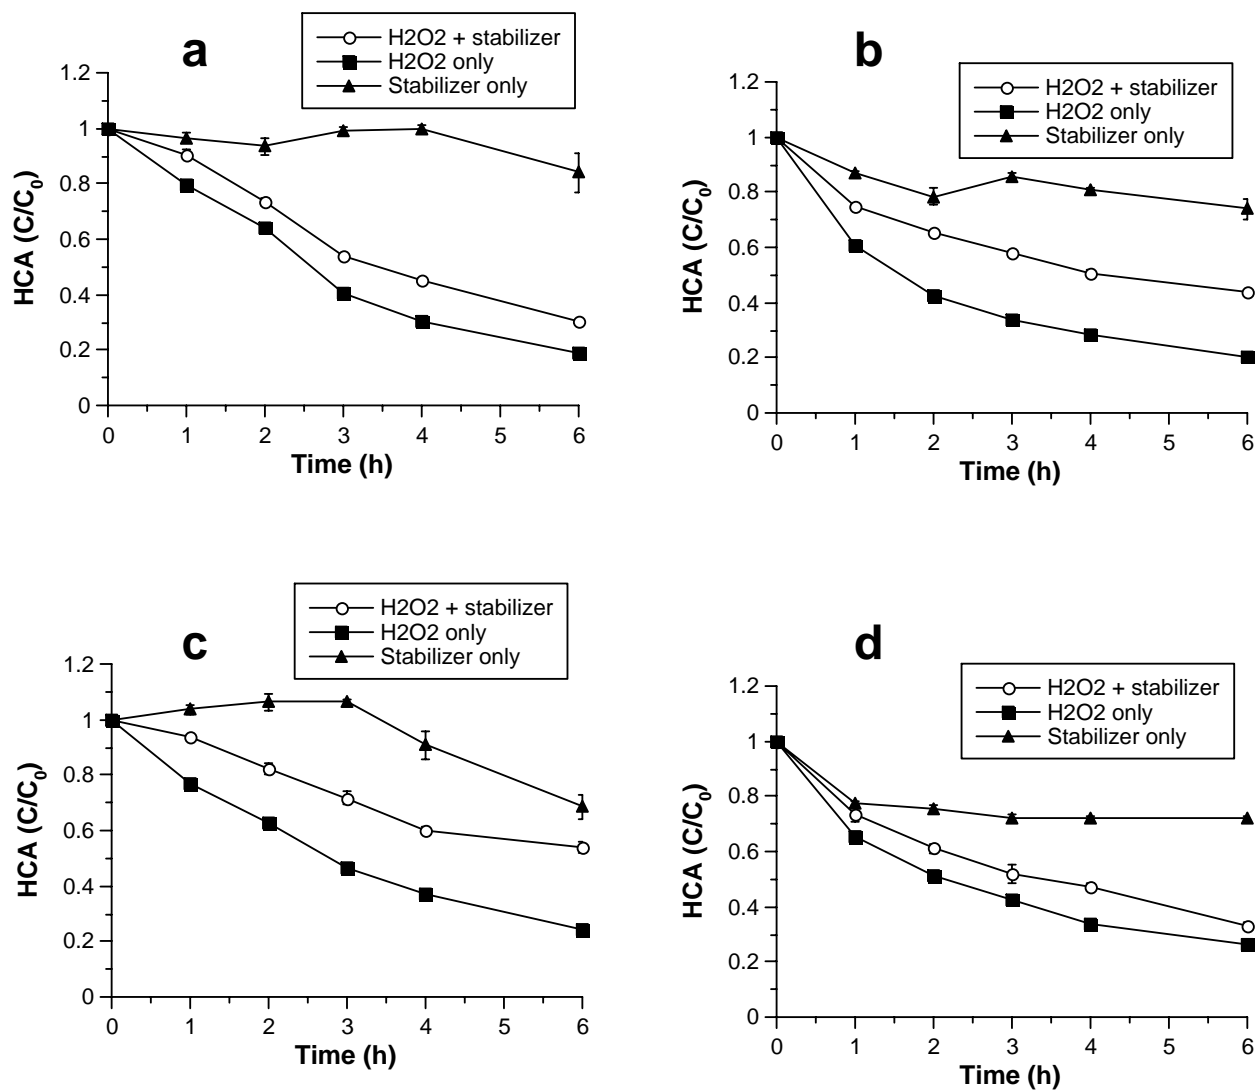 a
H2O2 + stabilizer
H2O2 only
Stabilizer only
HCA (C/C0)
1.2
1
0.8
0.6
0.4
0.2
0
0 1 2 3 4 5 6
Time (h)
b
H2O2 + stabilizer
H2O2 only
Stabilizer only
HCA (C/C0)
1.2
1
0.8
0.6
0.4
0.2
0
0 1 2 3 4 5 6
Time (h)
c
H2O2 + stabilizer
H2O2 only
Stabilizer only
HCA (C/C0)
1.2
1
0.8
0.6
0.4
0.2
0
0 1 2 3 4 5 6
Time (h)
d
H2O2 + stabilizer
H2O2 only
Stabilizer only
HCA (C/C0)
1.2
1
0.8
0.6
0.4
0.2
0
0 1 2 3 4 5 6
Time (h)